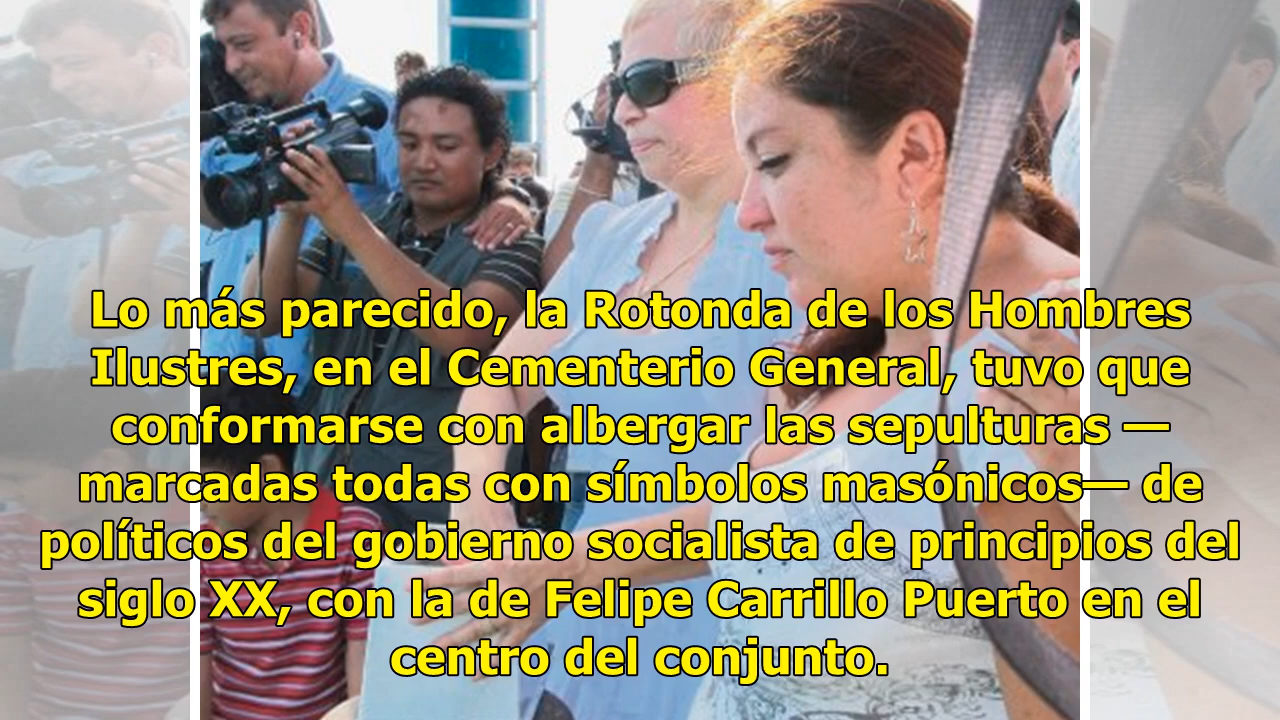 Lo más parecido, la Rotonda de los Hombres
Ilustres, en el Cementerio General, tuvo que
conformarse con albergar las sepulturas —
marcadas todas con símbolos masónicos— de
políticos del gobierno socialista de principios del
siglo XX, con la de Felipe Carrillo Puerto en el
centro del conjunto.